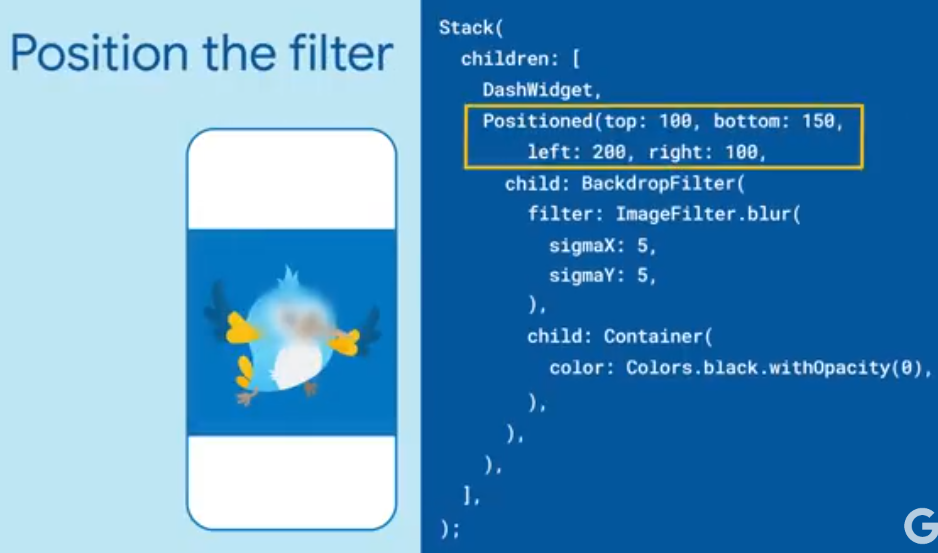 Position the filter
Stack(
children: [
DashWidget,
Positioned(top: 100, bottom: 150,
left: 200, right: 100,
child: BackdropFilter(
filter: ImageFilter.blur(
sigmaX: 5,
sigmaY: 5,
),
child: Container(
color: Colors.black.withOpacity(0),
),
),
),
],
);
G